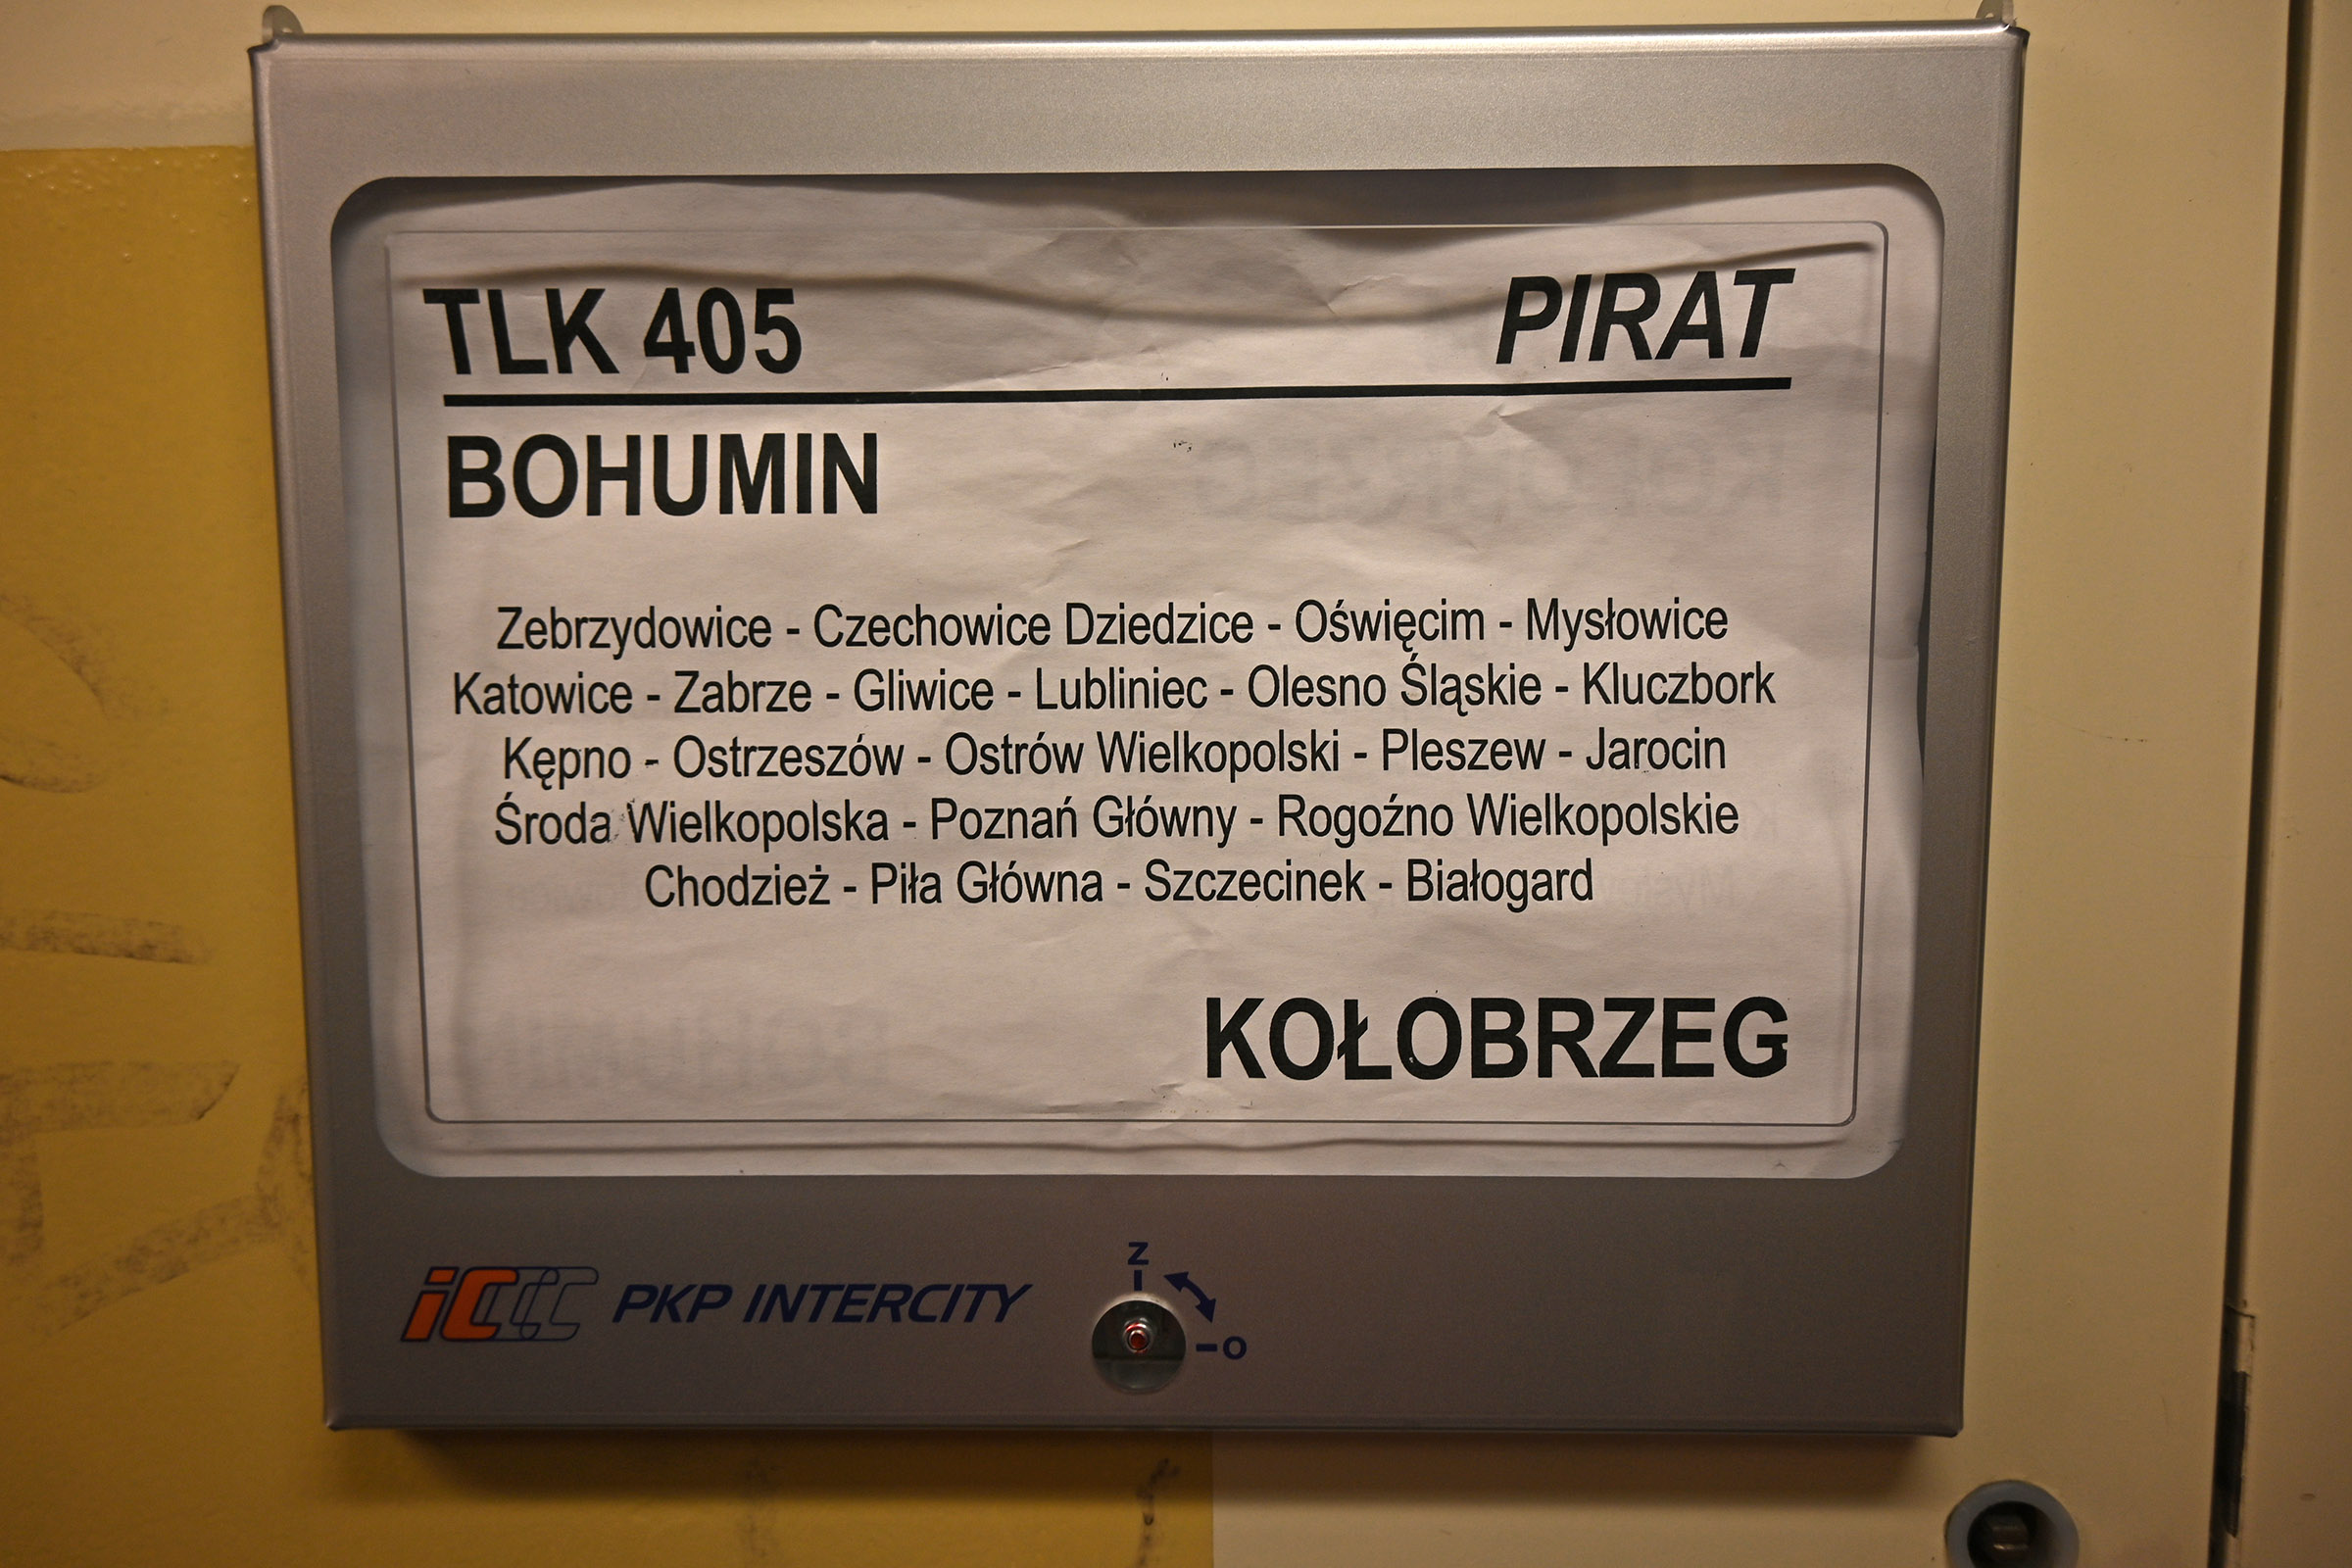 TLK 405 PIRAT
BOHUMIN
Zebrzydowice - Czechowice Dziedzice - Oświęcim - Mysłowice
Katowice - Zabrze - Gliwice - Lubliniec - Olesno Śląskie - Kluczbork
Kępno - Ostrzeszów - Ostrów Wielkopolski - Pleszew - Jarocin
Środa Wielkopolska - Poznań Główny - Rogoźno Wielkopolskie
Chodzież - Piła Główna - Szczecinek - Białogard
KOŁOBRZEG
Z
iC PKP INTERCITY
O